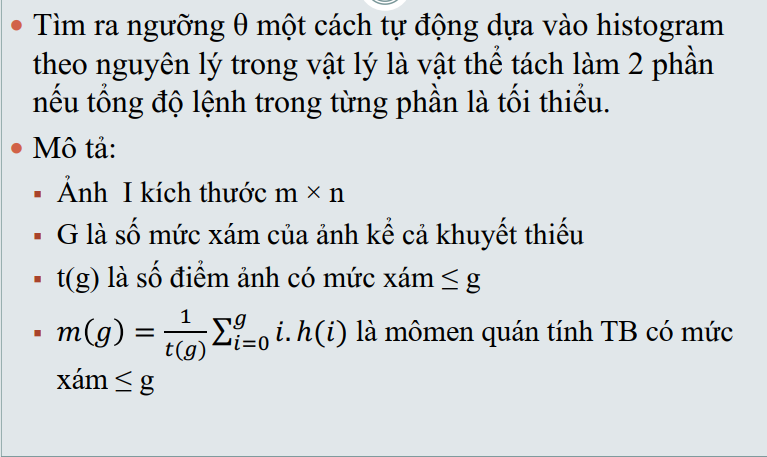 • Tìm ra ngưỡng θ một cách tự động dựa vào histogram
theo nguyên lý trong vật lý là vật thể tách làm 2 phần
nếu tổng độ lệnh trong từng phần là tối thiểu.
• Mô tả:
▪ Ảnh I kích thước m × n
▪ G là số mức xám của ảnh kể cả khuyết thiếu
▪ t(g) là số điểm ảnh có mức xám ≤ g
▪ m(g) = \frac{1}{t(g)} ∑_{i=0}^{g} i.h(i) là mômen quán tính TB có mức
xám ≤ g